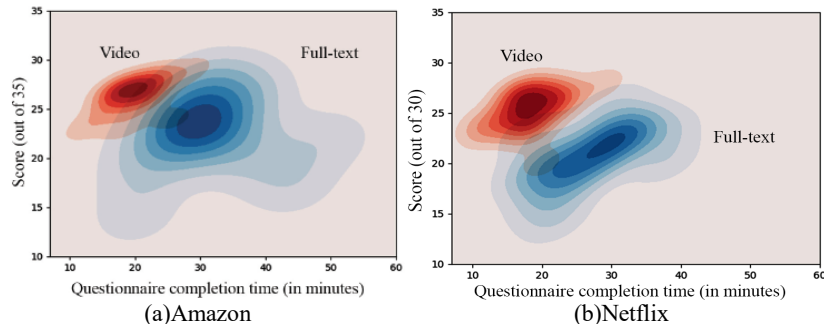 35
30
25
20
15
10
Score (out of 35)
Video
Full-text
10
20
30
40
50
60
Questionnaire completion time (in minutes)
(a)Amazon
35
30
25
20
15
10
Score (out of 30)
Video
Full-text
10
20
30
40
50
60
Questionnaire completion time (in minutes)
(b)Netflix